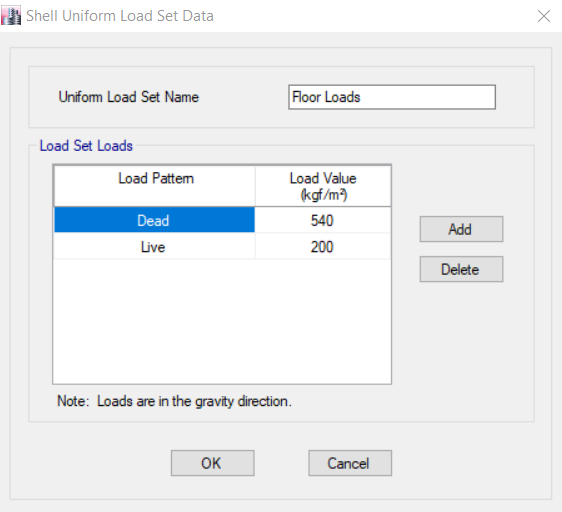 Shell Uniform Load Set Data
Uniform Load Set Name
Floor Loads
Load Set Loads
Load Pattern
Load Value
(kgf/m²)
Dead 540
Live 200
Add
Delete
Note: Loads are in the gravity direction.
OK
Cancel